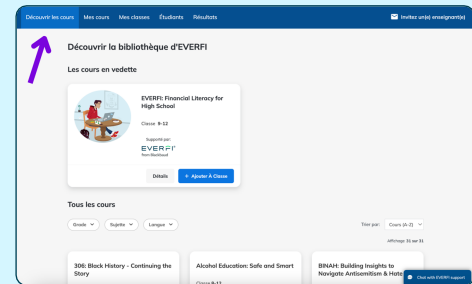 Découvrir les cours Mes cours Mes classes Étudiants Résultats Invitez un(e) enseignant(e)
Découvrir la bibliothèque d'EVERFI
Les cours en vedette
EVERFI: Financial Literacy for
High School
Classe 9-12
Supporté par:
EVERFI
from Blackbaud
Détails + Ajouter À Classe
Tous les cours
Grade Sujets Langue Trier par: Cours (A-Z)
Affichage 31 sur 31
306: Black History - Continuing the
Story
Alcohol Education: Safe and Smart
Classe 9-12
BINAH: Building Insights to
Navigate Antisemitism & Hate
Chat with EVERFI support